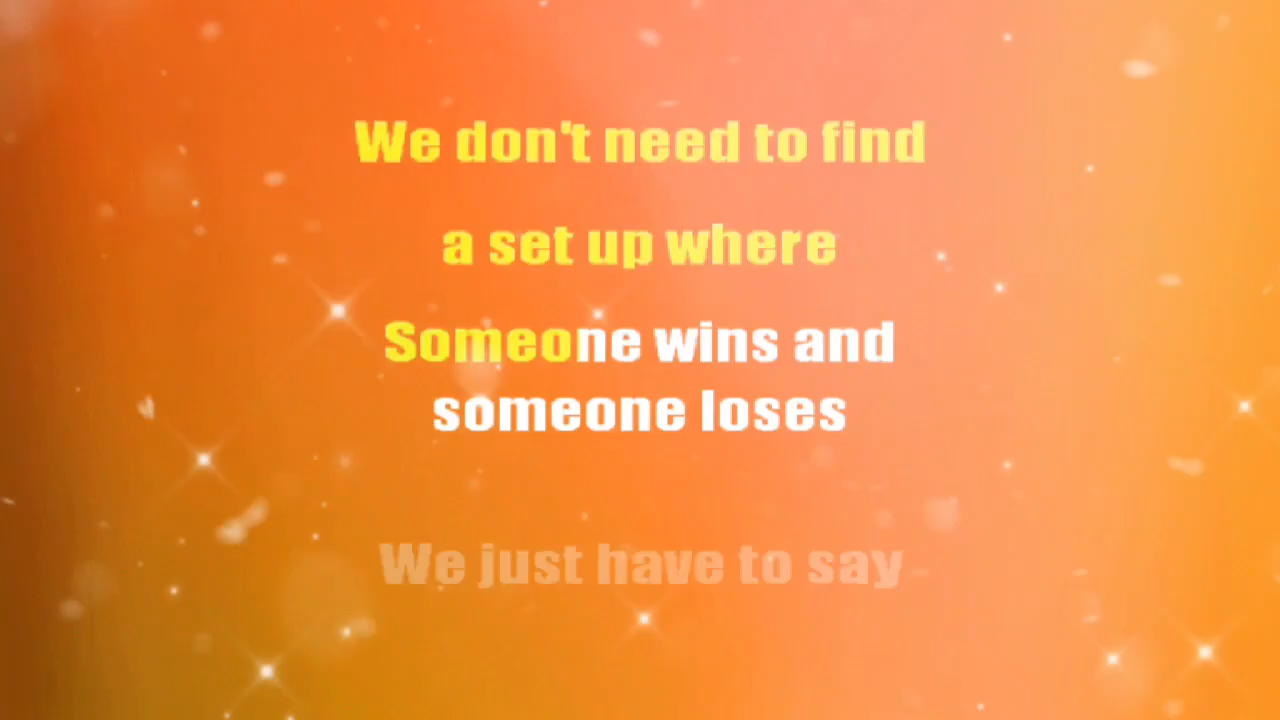 We don't need to find
a set up where
Someone wins and
someone loses
We just have to say